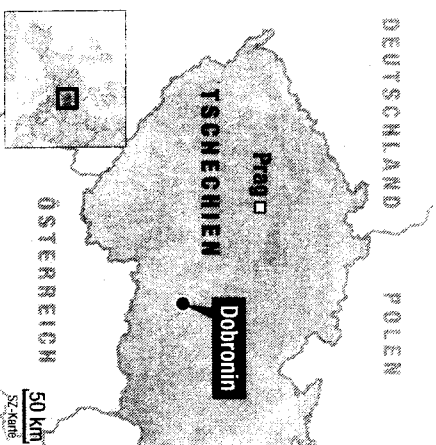 DEUTSCHLAND
POLEN
Prag
TSCHECHIEN
Dobronin
ÖSTERREICH
50 km
SZ-Karte